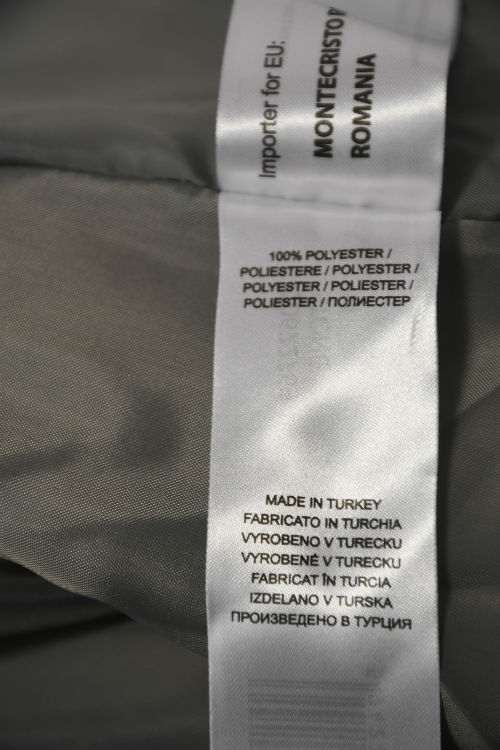 Importer for EU:
MONTECRISTO
ROMANIA
100% POLYESTER /
POLIESTERE / POLYESTER /
POLYESTER / POLIESTER /
POLIESTER / ПОЛИЕСТЕР
MADE IN TURKEY
FABRICATO IN TURCHIA
VYROBENO V TURECKU
VYROBENÉ V TURECKU
FABRICAT ÎN TURCIA
IZDELANO V TURSKA
ПРОИЗВЕДЕНО В ТУРЦИЯ